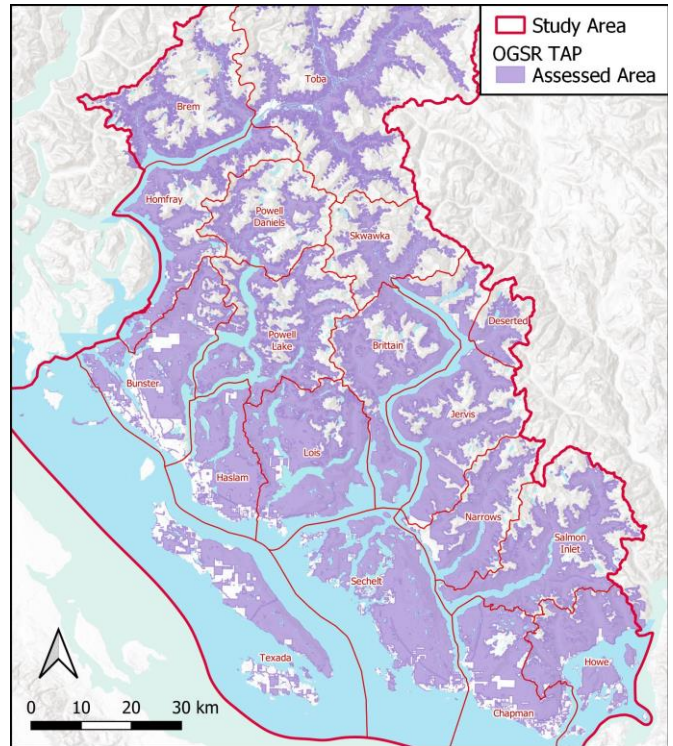 Study Area
OGSR TAP
Assessed Area
Toba
Brem
Homfray
Powell
Daniels
Skwawka
Deserted
Powell
Lake
Brittain
Bunster
Jervis
Lois
Haslam
Narrows
Salmon
Inlet
Sechelt
Texada
Howe
Chapman
0 10 20 30 km